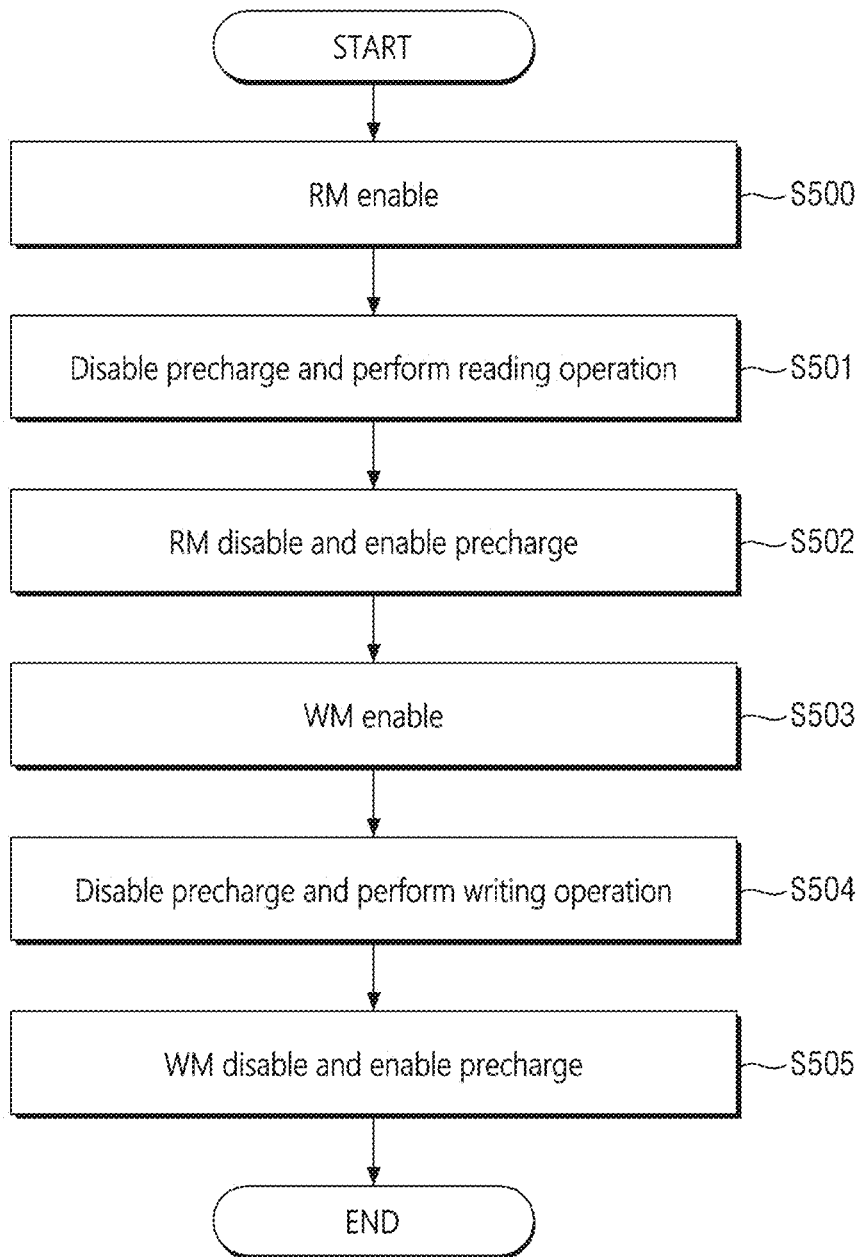 START
RM enable
S500
Disable precharge and perform reading operation
S501
RM disable and enable precharge
S502
WM enable
S503
Disable precharge and perform writing operation
S504
WM disable and enable precharge
S505
END